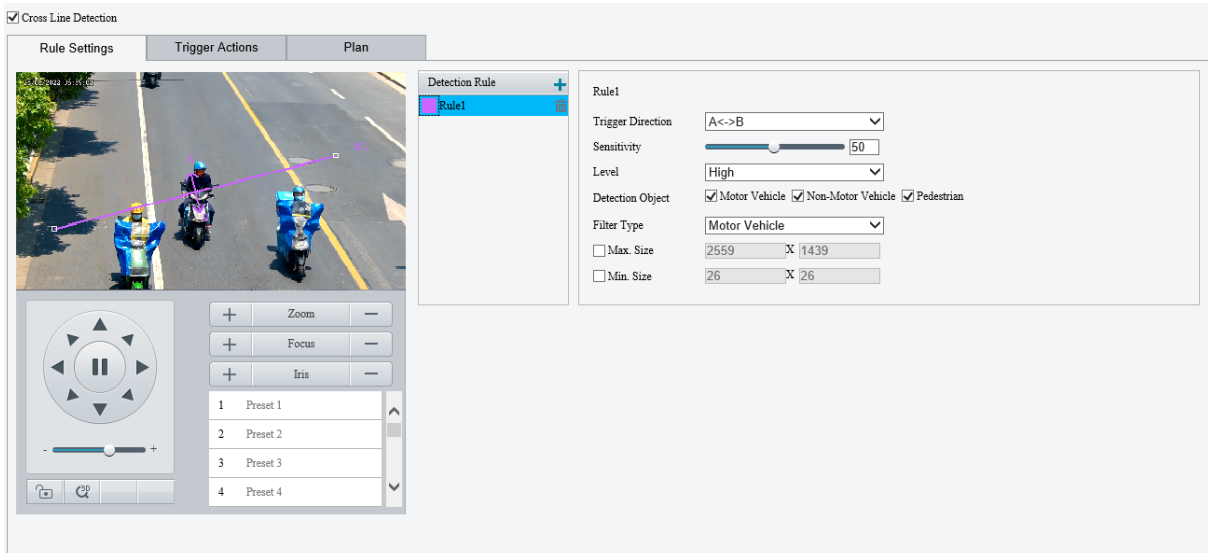 Cross Line Detection
Rule Settings
Trigger Actions
Plan
Detection Rule
Rule1
Rule1
Trigger Direction
A<->B
Sensitivity
50
Level
High
Detection Object
Motor Vehicle
Non-Motor Vehicle
Pedestrian
Filter Type
Motor Vehicle
Max. Size
2559 X 1439
Min. Size
26 X 26
+ Zoom −
+ Focus −
+ Iris −
1 Preset 1
2 Preset 2
3 Preset 3
4 Preset 4
- +
3D